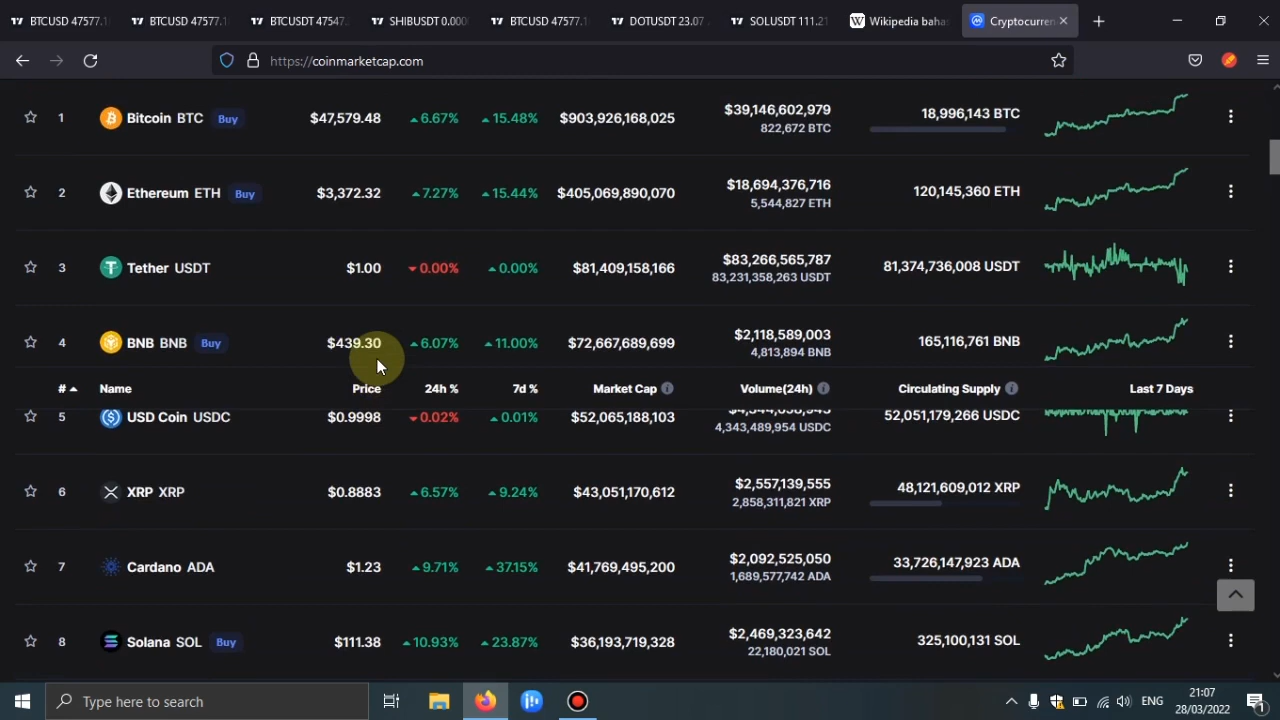 BTCUSD 47577.1
BTCUSD 47577.1
BTCUSDT 47547.
SHIBUSDT 0.000
BTCUSD 47577.1
DOTUSDT 23.07
SOLUSDT 111.21
Wikipedia bahas
Cryptocurren
https://coinmarketcap.com
1 Bitcoin BTC Buy $47,579.48 6.67% 15.48% $903,926,168,025 $39,146,602,979 18,996,143 BTC
822,672 BTC
2 Ethereum ETH Buy $3,372.32 7.27% 15.44% $405,069,890,070 $18,694,376,716 120,145,360 ETH
5,544,827 ETH
3 Tether USDT $1.00 0.00% 0.00% $81,409,158,166 $83,266,565,787 81,374,736,008 USDT
83,231,358,263 USDT
4 BNB BNB Buy $439.30 6.07% 11.00% $72,667,689,699 $2,118,589,003 165,116,761 BNB
4,813,894 BNB
# Name Price 24h % 7d % Market Cap Volume(24h) Circulating Supply Last 7 Days
5 USD Coin USDC $0.9998 0.02% 0.01% $52,065,188,103 52,051,179,266 USDC
4,343,489,954 USDC
6 XRP XRP $0.8883 6.57% 9.24% $43,051,170,612 $2,557,139,555 48,121,609,012 XRP
2,858,311,821 XRP
7 Cardano ADA $1.23 9.71% 37.15% $41,769,495,200 $2,092,525,050 33,726,147,923 ADA
1,689,577,742 ADA
8 Solana SOL Buy $111.38 10.93% 23.87% $36,193,719,328 $2,469,323,642 325,100,131 SOL
22,180,021 SOL
Type here to search
ENG
21:07
28/03/2022
1